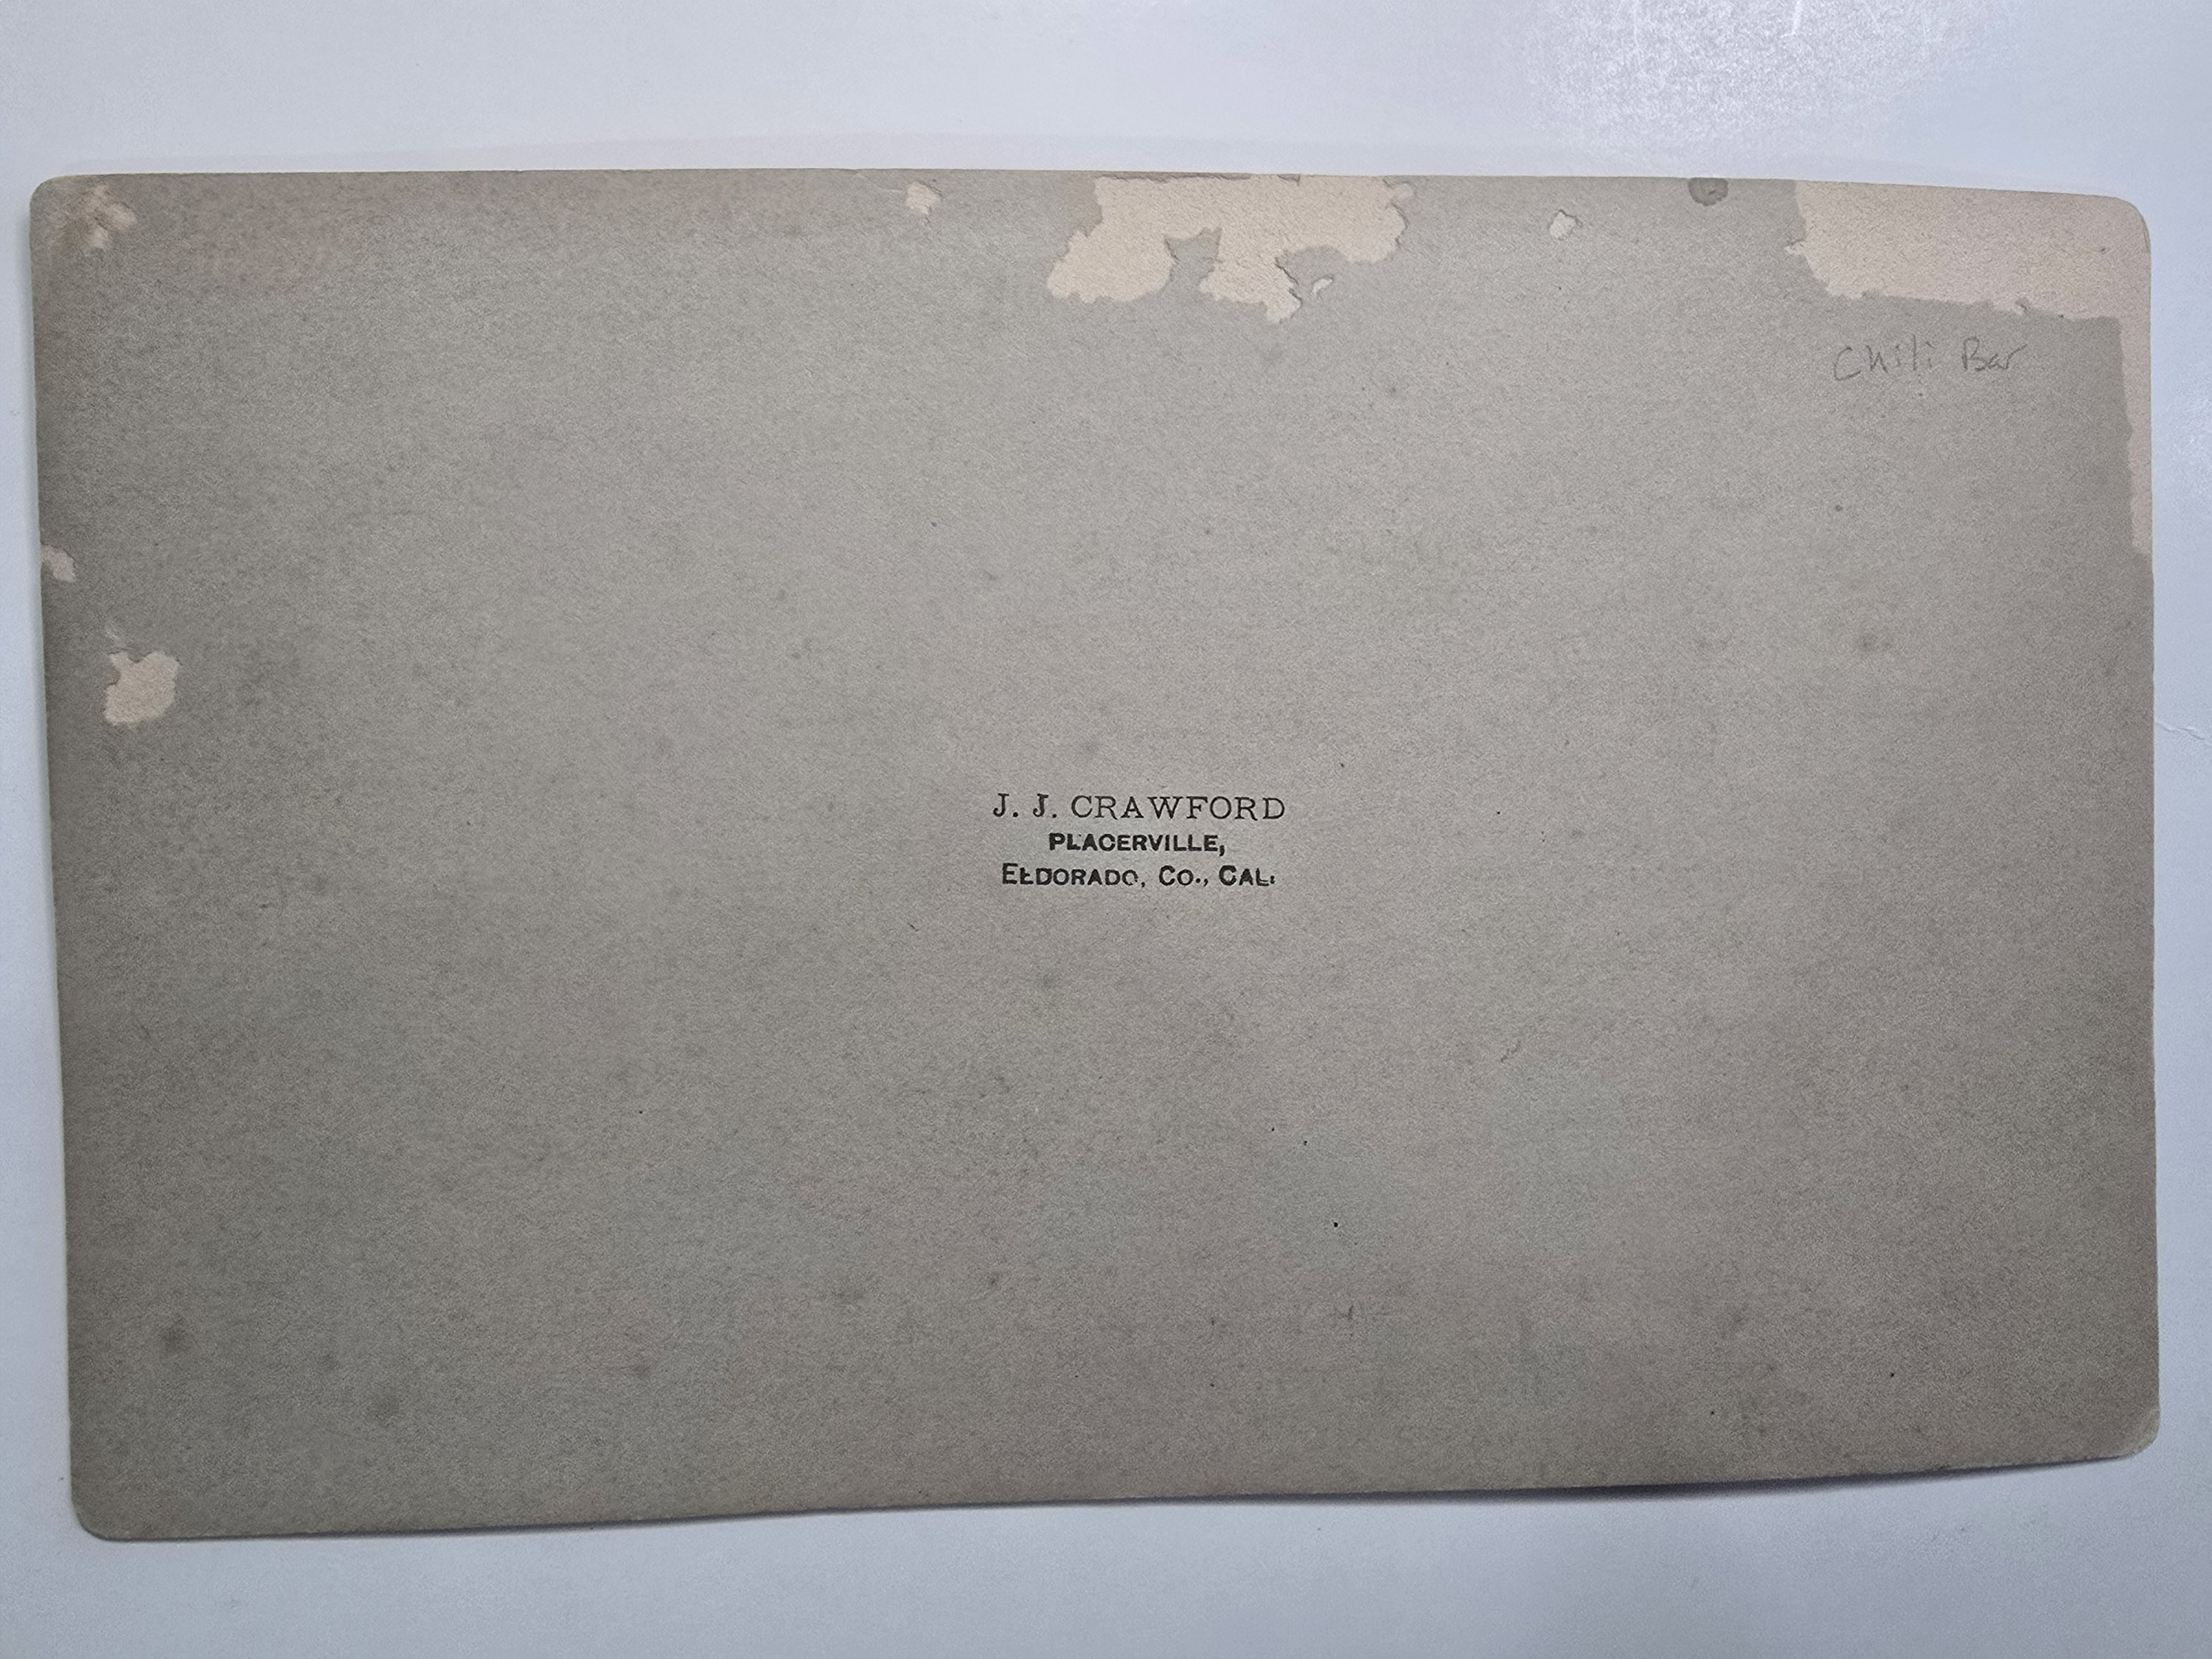 Chili Bar
J. J. CRAWFORD
PLACERVILLE,
ELDORADO, CO., CAL.